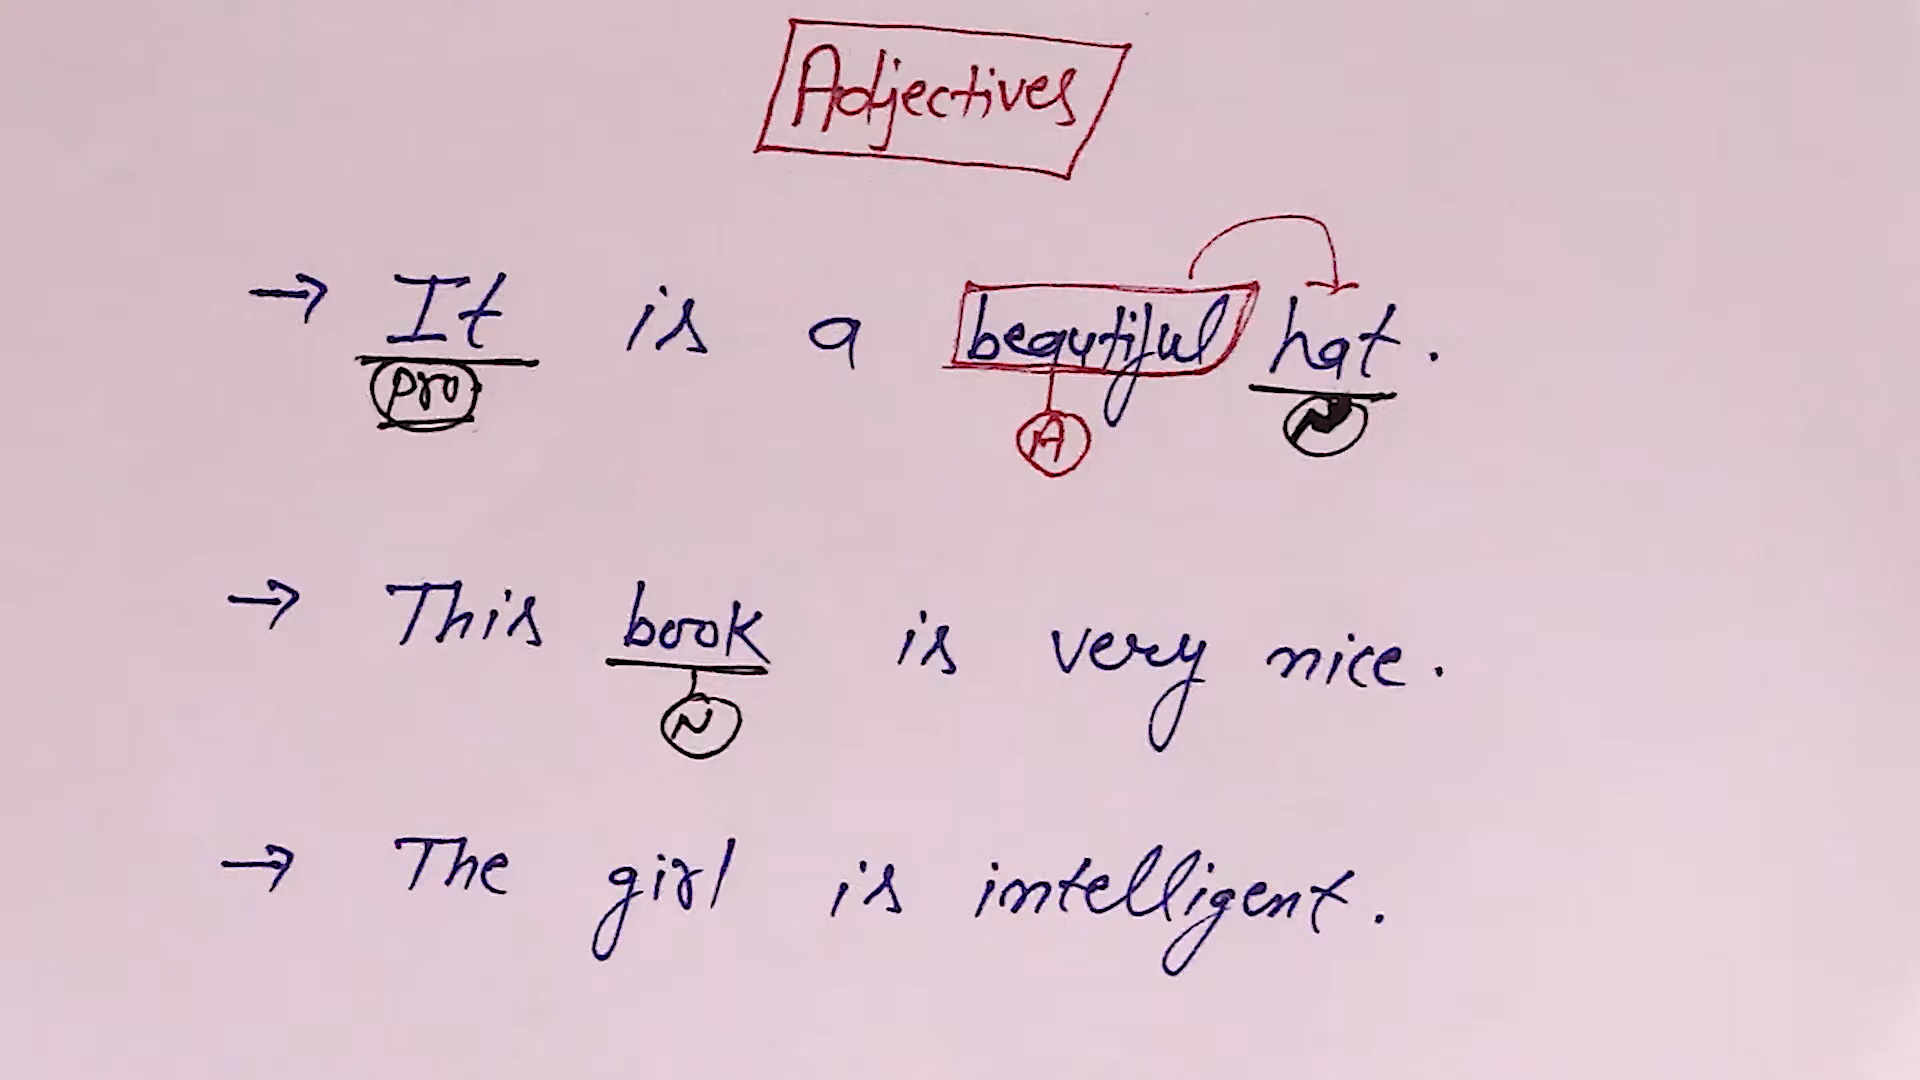 Adjectives
→ It is a beautiful hat.
pro A N
→ This book is very nice.
N
→ The girl is intelligent.